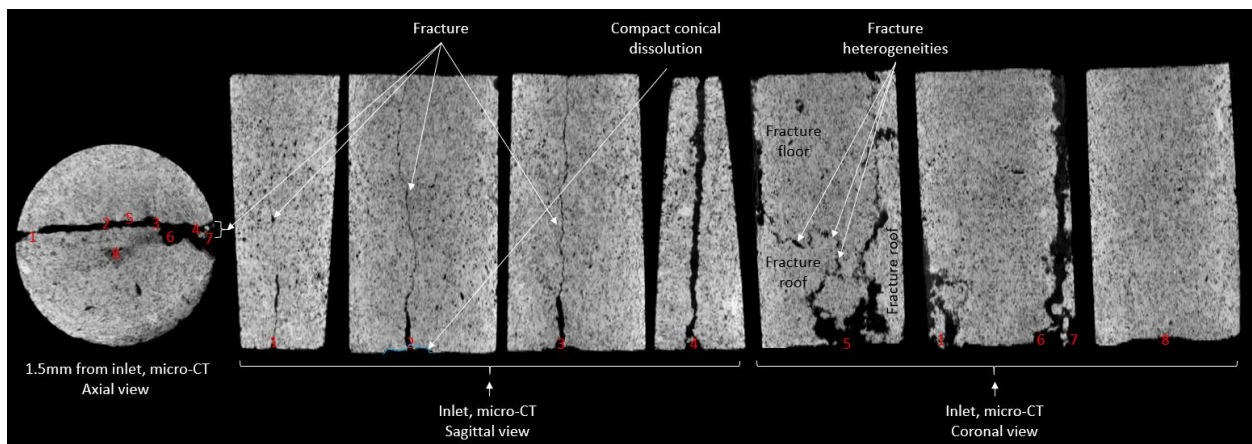 Fracture
Compact conical
dissolution
Fracture
heterogeneities
Fracture
floor
Fracture
roof
Fracture roof
1
2
5
3
4
6
7
8
1
2
3
4
5
1
6
7
8
1.5mm from inlet, micro-CT
Axial view
Inlet, micro-CT
Sagittal view
Inlet, micro-CT
Coronal view